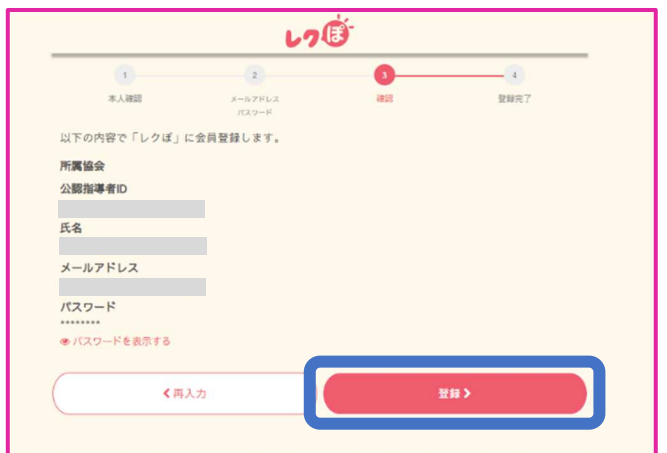 レクぽ
1 2 3 4
本人確認 メールアドレス 確認 登録完了
パスワード
以下の内容で「レクぽ」に会員登録します。
所属協会
公認指導者ID
氏名
メールアドレス
パスワード
********
パスワードを表示する
再入力 登録